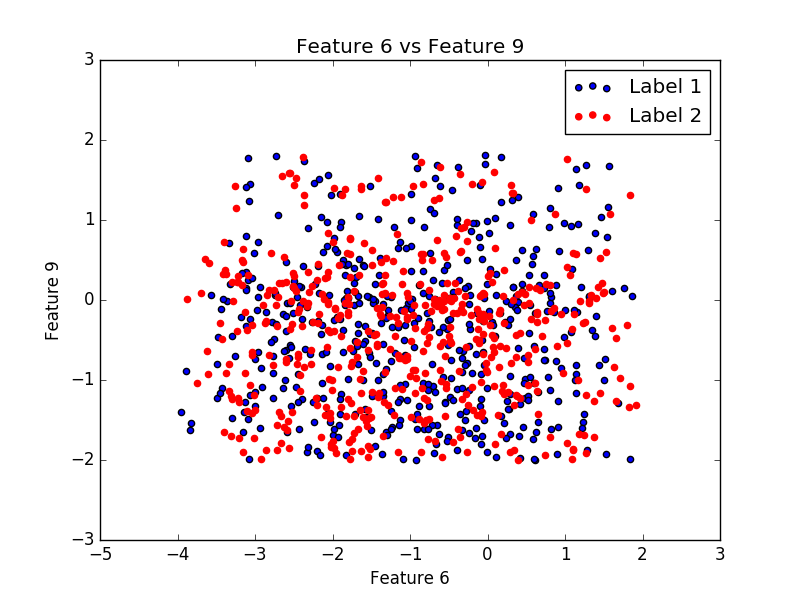 Feature 6 vs Feature 9
Label 1
Label 2
3
2
1
0
−1
−2
−3
Feature 9
−5 −4 −3 −2 −1 0 1 2 3
Feature 6